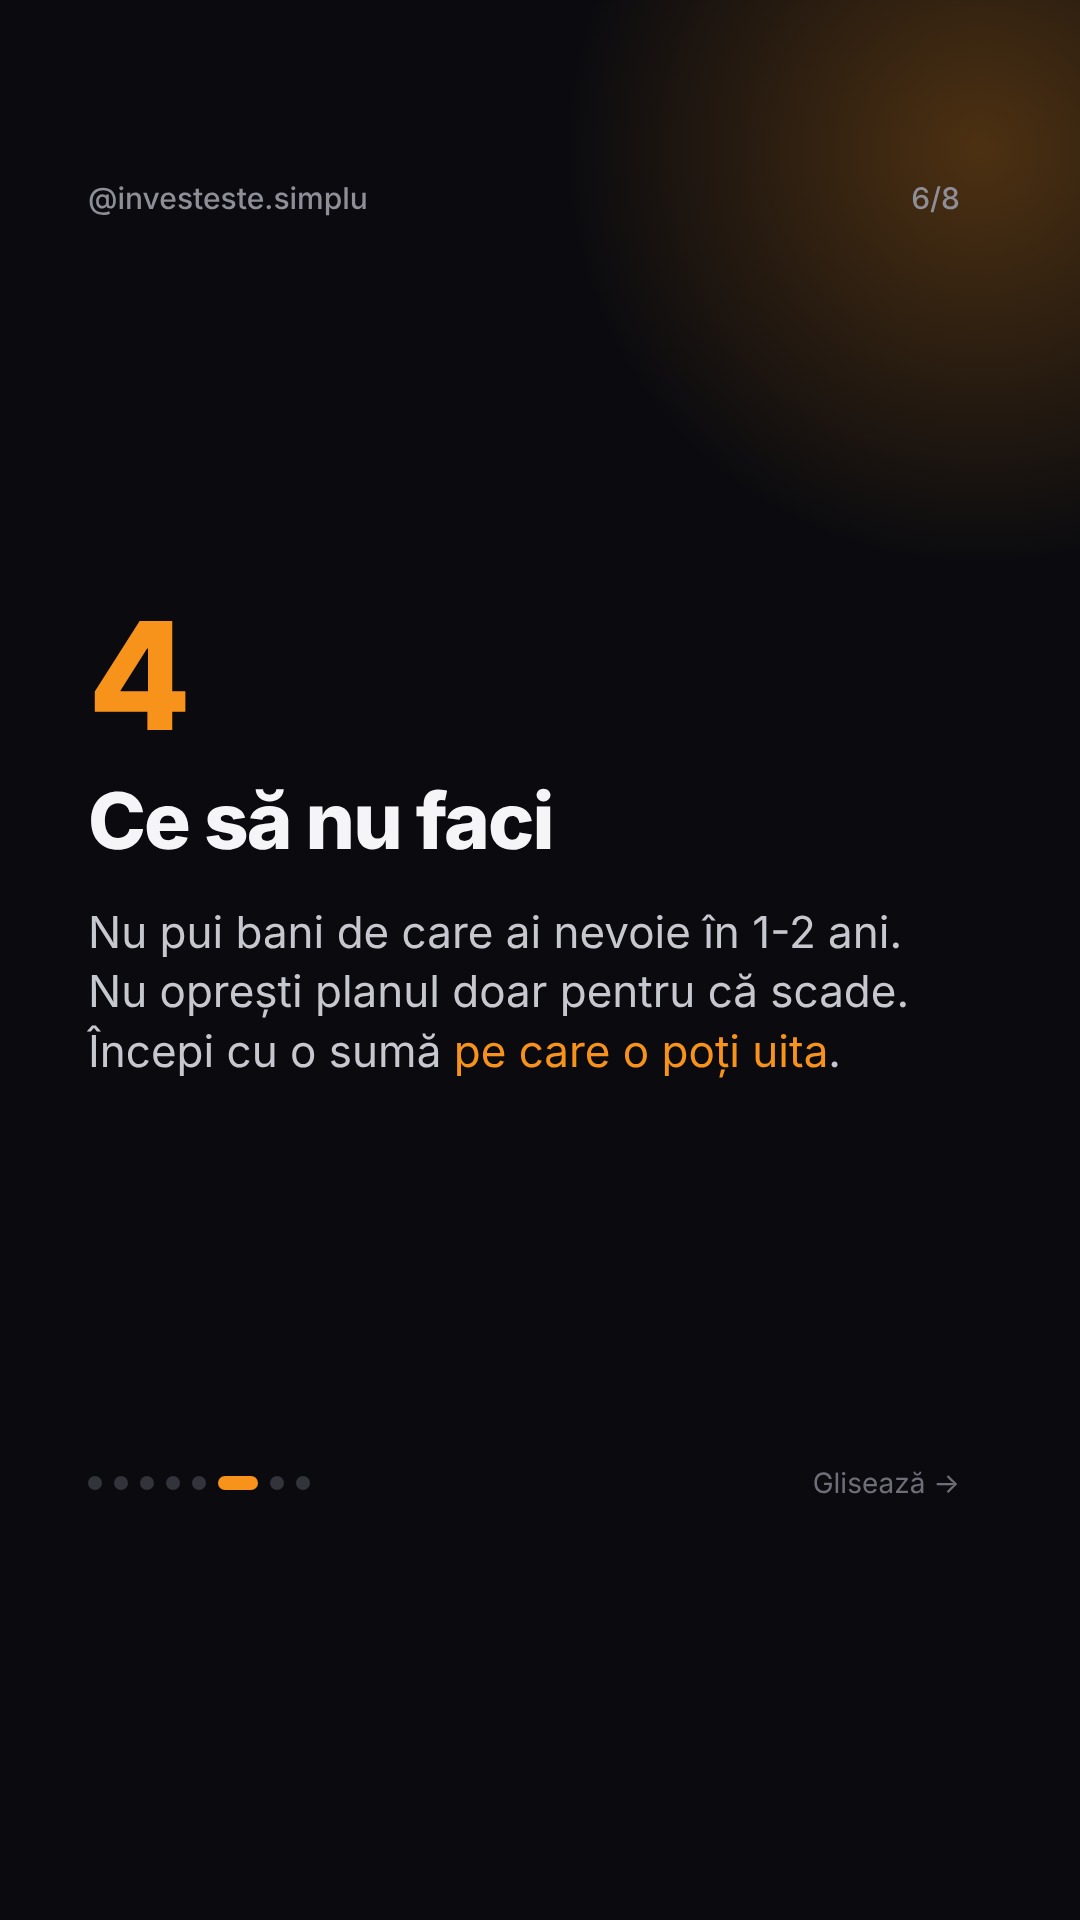 @investeste.simplu
6/8
4
Ce să nu faci
Nu pui bani de care ai nevoie în 1-2 ani.
Nu oprești planul doar pentru că scade.
Începi cu o sumă pe care o poți uita.
Glisează →